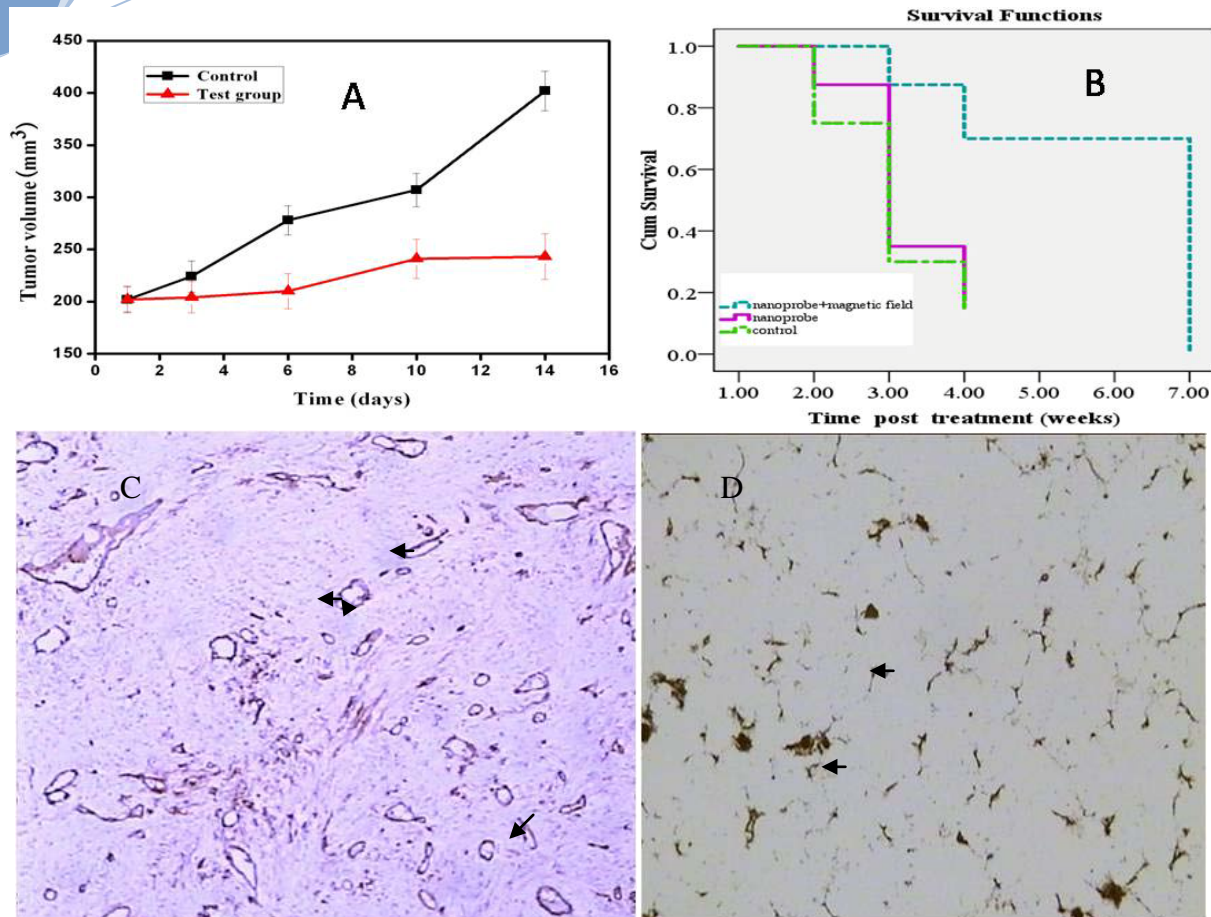 A
Control
Test group
450
400
350
300
250
200
150
Tumor volume (mm³)
0 2 4 6 8 10 12 14 16
Time (days)
Survival Functions
B
1.0
0.8
0.6
0.4
0.2
0.0
Cum Survival
nanoprobe+magnetic field
nanoprobe
control
1.00 2.00 3.00 4.00 5.00 6.00 7.00
Time post treatment (weeks)
C
D